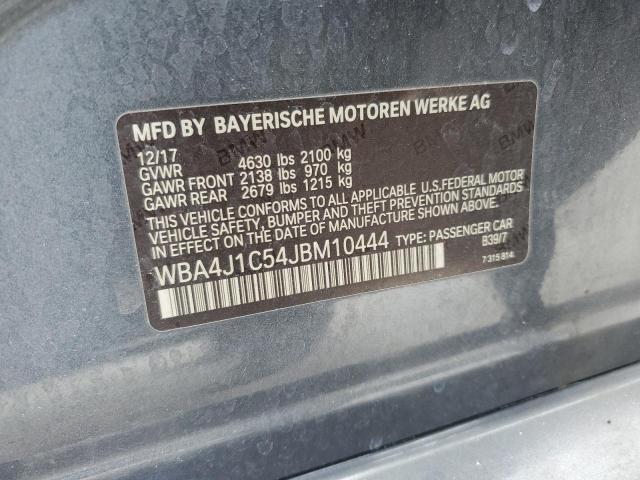 MFD BY BAYERISCHE MOTOREN WERKE AG
12/17
GVWR 4630 lbs 2100 kg
GAWR FRONT 2138 lbs 970 kg
GAWR REAR 2679 lbs 1215 kg
THIS VEHICLE CONFORMS TO ALL APPLICABLE U.S.FEDERAL MOTOR
VEHICLE SAFETY, BUMPER AND THEFT PREVENTION STANDARDS
IN EFFECT ON THE DATE OF MANUFACTURE SHOWN ABOVE.
WBA4J1C54JBM10444 TYPE: PASSENGER CAR
B39/7
7 315 814